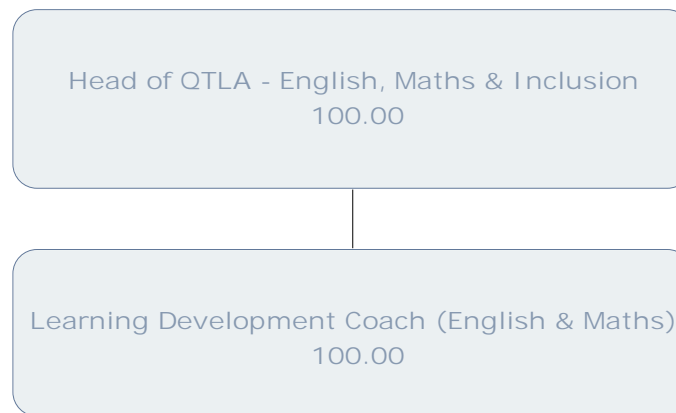 Head of QTLA - English, Maths & Inclusion
100.00
Learning Development Coach (English & Maths)
100.00